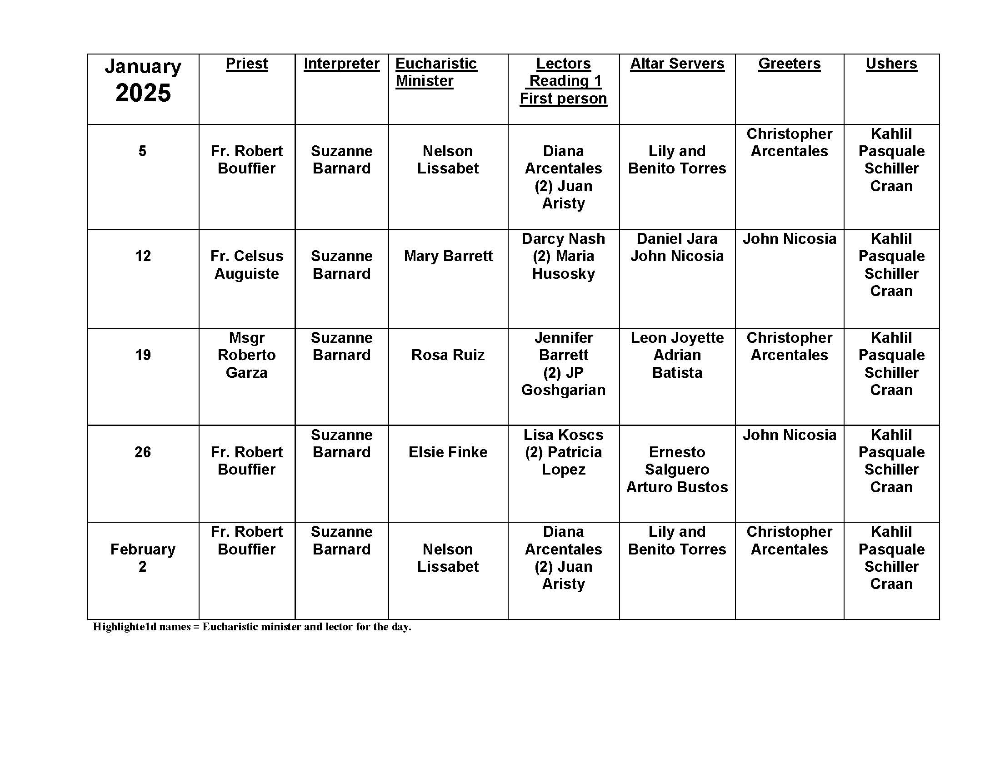 January
2025
Priest
Interpreter
Eucharistic
Minister
Lectors
Reading 1
First person
Altar Servers
Greeters
Ushers
5
Fr. Robert
Bouffier
Suzanne
Barnard
Nelson
Lissabet
Diana
Arcentales
(2) Juan
Aristy
Lily and
Benito Torres
Christopher
Arcentales
Kahlil
Pasquale
Schiller
Craan
12
Fr. Celsus
Auguiste
Suzanne
Barnard
Mary Barrett
Darcy Nash
(2) Maria
Husosky
Daniel Jara
John Nicosia
John Nicosia
Kahlil
Pasquale
Schiller
Craan
19
Msgr
Roberto
Garza
Suzanne
Barnard
Rosa Ruiz
Jennifer
Barrett
(2) JP
Goshgarian
Leon Joyette
Adrian
Batista
Christopher
Arcentales
Kahlil
Pasquale
Schiller
Craan
26
Fr. Robert
Bouffier
Suzanne
Barnard
Elsie Finke
Lisa Koscs
(2) Patricia
Lopez
Ernesto
Salguero
Arturo Bustos
John Nicosia
Kahlil
Pasquale
Schiller
Craan
February
2
Fr. Robert
Bouffier
Suzanne
Barnard
Nelson
Lissabet
Diana
Arcentales
(2) Juan
Aristy
Lily and
Benito Torres
Christopher
Arcentales
Kahlil
Pasquale
Schiller
Craan
Highlighte1d names = Eucharistic minister and lector for the day.